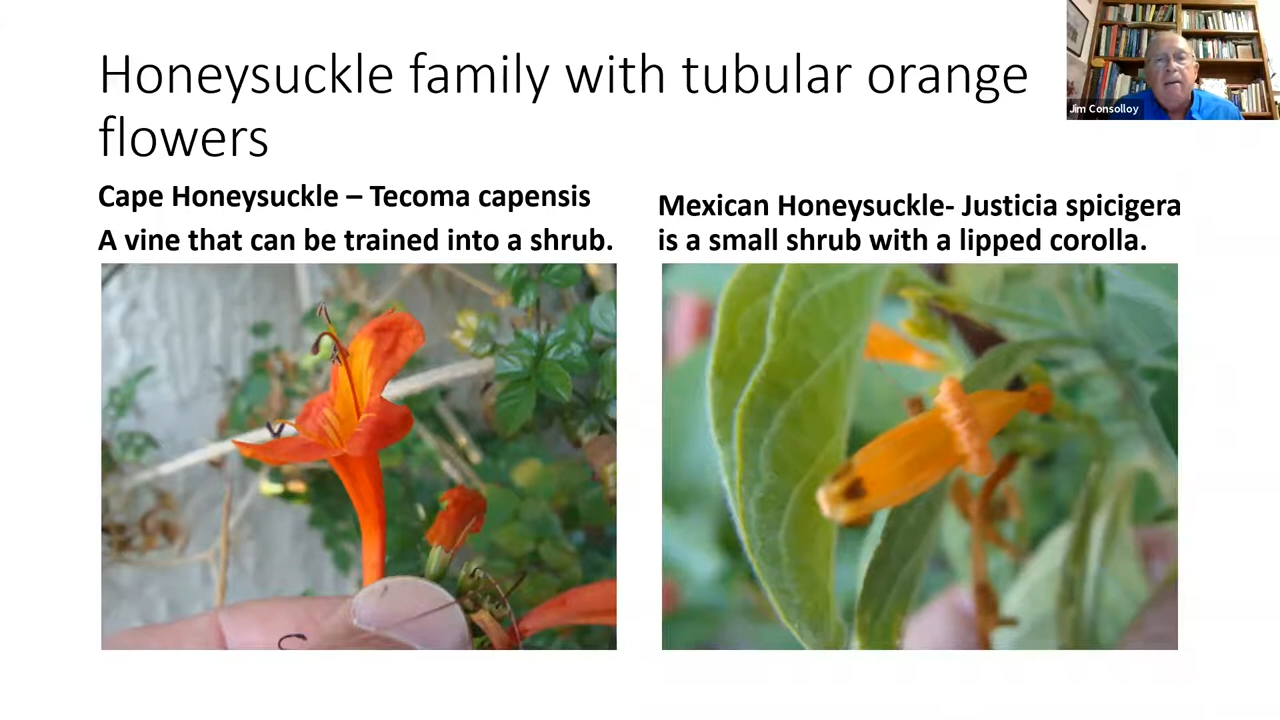 Honeysuckle family with tubular orange
flowers
Jim Consolloy
Cape Honeysuckle – Tecoma capensis
A vine that can be trained into a shrub.
Mexican Honeysuckle- Justicia spicigera
is a small shrub with a lipped corolla.